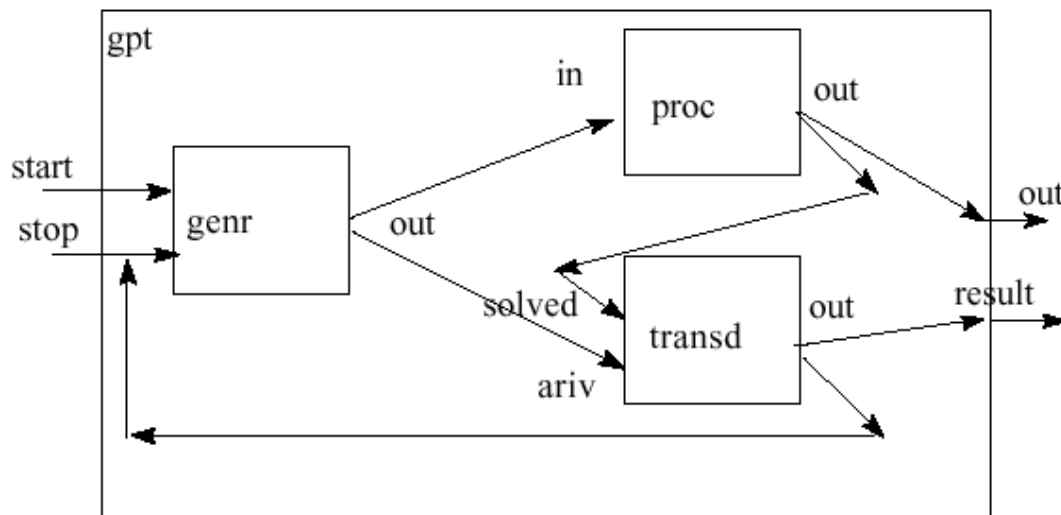 gpt
in
proc
out
start
stop
genr
out
out
solved
transd
out
result
ariv